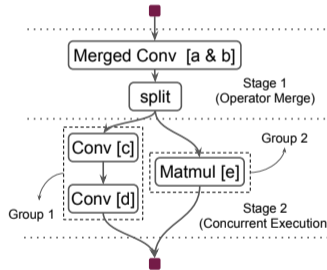 Merged Conv [a & b]
split
Stage 1
(Operator Merge)
Conv [c]
Group 2
Matmul [e]
Conv [d]
Group 1
Stage 2
(Concurrent Execution